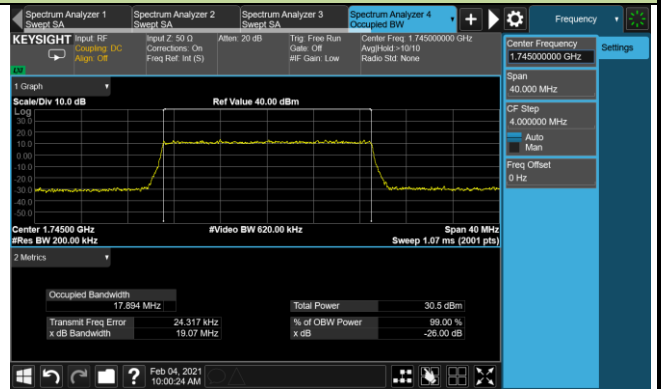 Spectrum Analyzer 1
Swept SA
Spectrum Analyzer 2
Swept SA
Spectrum Analyzer 3
Swept SA
Spectrum Analyzer 4
Occupied BW
Frequency
KEYSIGHT
Input: RF
Coupling: DC
Align: Off
Input Z: 50 Ω
Corrections: On
Freq Ref: Int (S)
Atten: 20 dB
Trig: Free Run
Gate: Off
#IF Gain: Low
Center Freq: 1.745000000 GHz
Avg|Hold:>10/10
Radio Std: None
1 Graph
Scale/Div 10.0 dB
Ref Value 40.00 dBm
Log
30.0
20.0
10.0
0.00
-10.0
-20.0
-30.0
-40.0
-50.0
Center 1.74500 GHz
#Video BW 620.00 kHz
Span 40 MHz
#Res BW 200.00 kHz
Sweep 1.07 ms (2001 pts)
2 Metrics
Occupied Bandwidth
17.894 MHz
Total Power
30.5 dBm
Transmit Freq Error
24.317 kHz
% of OBW Power
99.00 %
x dB Bandwidth
19.07 MHz
x dB
-26.00 dB
Center Frequency
1.745000000 GHz
Settings
Span
40.000 MHz
CF Step
4.000000 MHz
Auto
Man
Freq Offset
0 Hz
?
Feb 04, 2021
10:00:24 AM